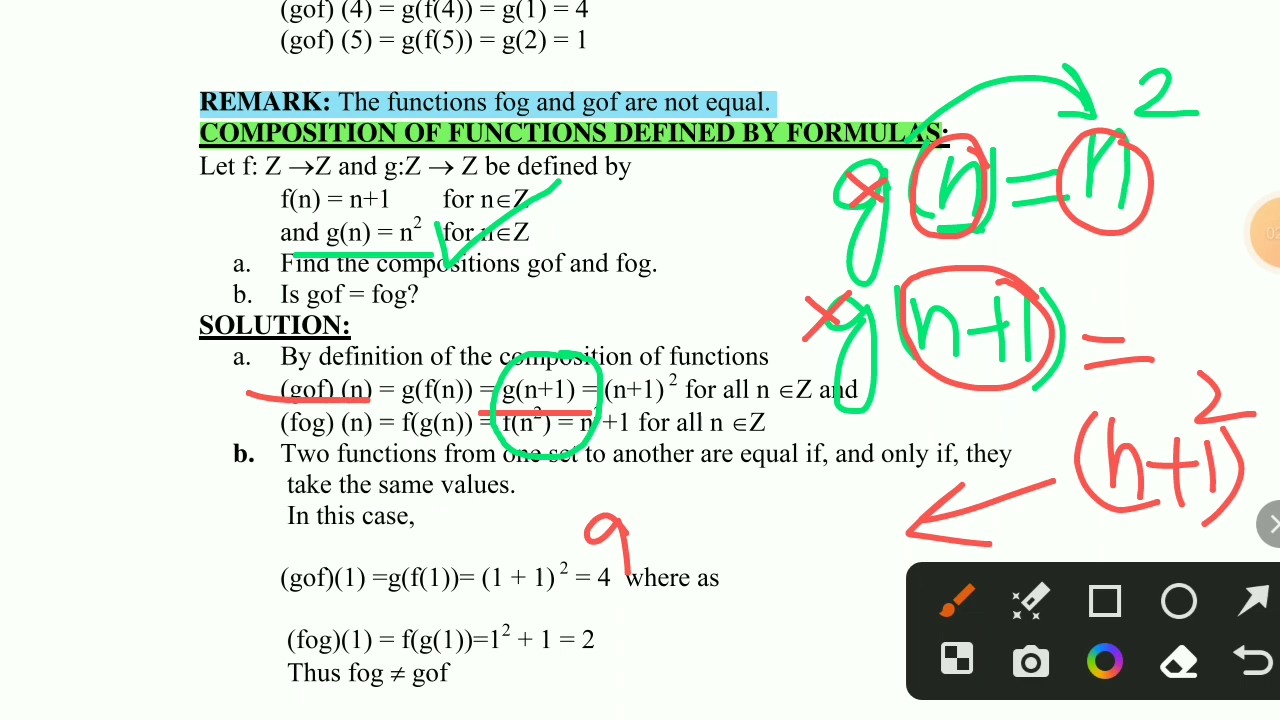 (gof) (4) = g(f(4)) = g(1) = 4
(gof) (5) = g(f(5)) = g(2) = 1
REMARK: The functions fog and gof are not equal.
COMPOSITION OF FUNCTIONS DEFINED BY FORMULAS:
Let f: Z →Z and g:Z → Z be defined by
f(n) = n+1 for n∈Z
and g(n) = n² for n∈Z
a. Find the compositions gof and fog.
b. Is gof = fog?
SOLUTION:
a. By definition of the composition of functions
(gof) (n) = g(f(n)) = g(n+1) = (n+1)² for all n ∈Z and
(fog) (n) = f(g(n)) = f(n²) = n²+1 for all n ∈Z
b. Two functions from one set to another are equal if, and only if, they
take the same values.
In this case,
(gof)(1) =g(f(1))= (1 + 1)² = 4 where as
(fog)(1) = f(g(1))=1² + 1 = 2
Thus fog ≠ gof
g(n) = n²
g(n+1) =
(n+1)²